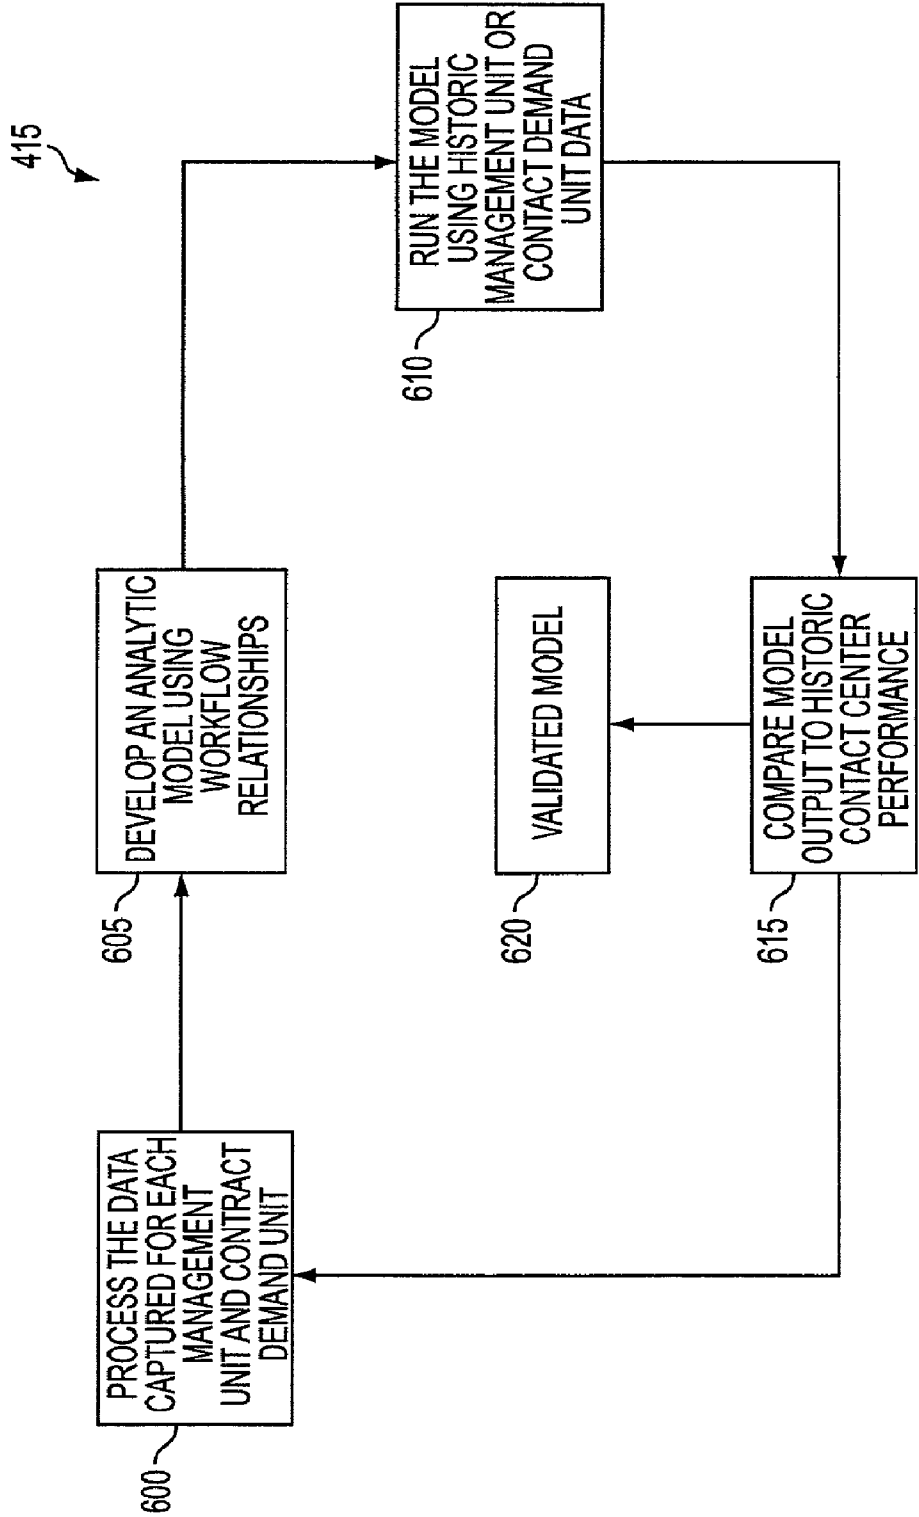 415
PROCESS THE DATA
CAPTURED FOR EACH
MANAGEMENT
UNIT AND CONTRACT
DEMAND UNIT
600
DEVELOP AN ANALYTIC
MODEL USING
WORKFLOW
RELATIONSHIPS
605
RUN THE MODEL
USING HISTORIC
MANAGEMENT UNIT OR
CONTACT DEMAND
UNIT DATA
610
VALIDATED MODEL
620
COMPARE MODEL
OUTPUT TO HISTORIC
CONTACT CENTER
PERFORMANCE
615